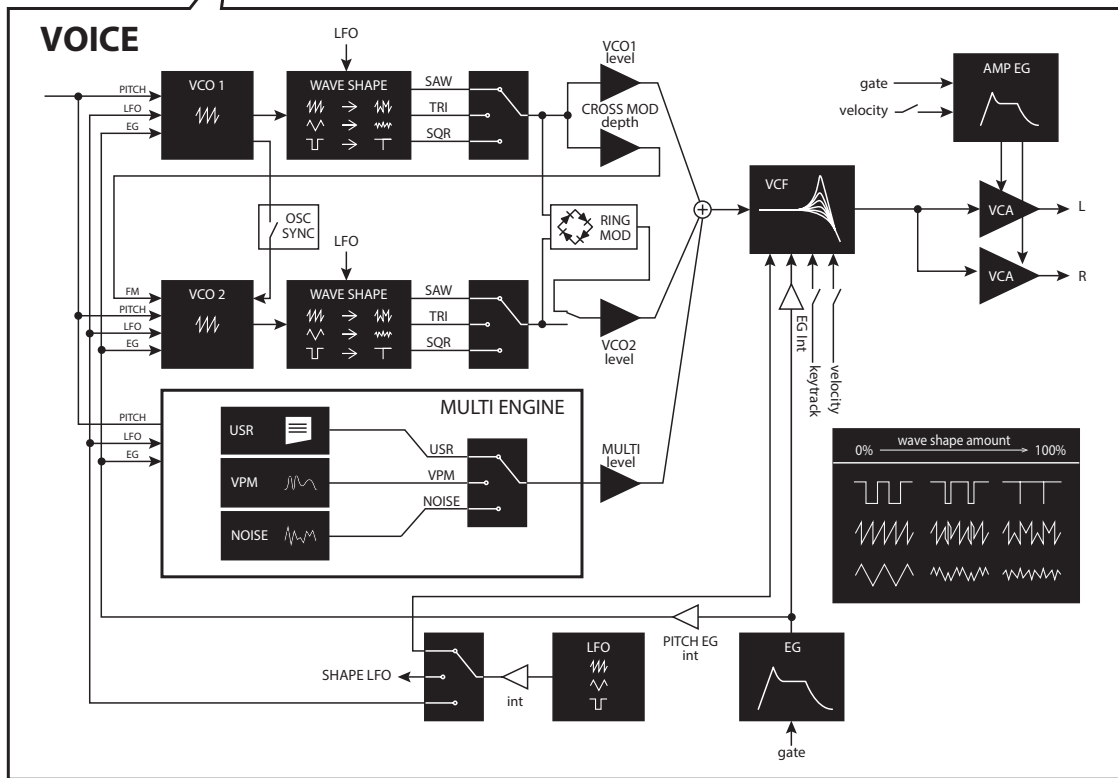 VOICE
LFO
VCO1
level
VCO 1
WAVE SHAPE
PITCH
LFO
EG
SAW
TRI
SQR
CROSS MOD
depth
AMP EG
gate
velocity
VCF
VCA
L
VCA
R
OSC
SYNC
RING
MOD
LFO
FM
PITCH
LFO
EG
VCO 2
WAVE SHAPE
SAW
TRI
SQR
VCO2
level
EG Int
keytrack
velocity
MULTI ENGINE
PITCH
LFO
EG
USR
VPM
NOISE
USR
VPM
NOISE
MULTI
level
wave shape amount
0%
100%
PITCH EG
int
SHAPE LFO
int
LFO
EG
gate